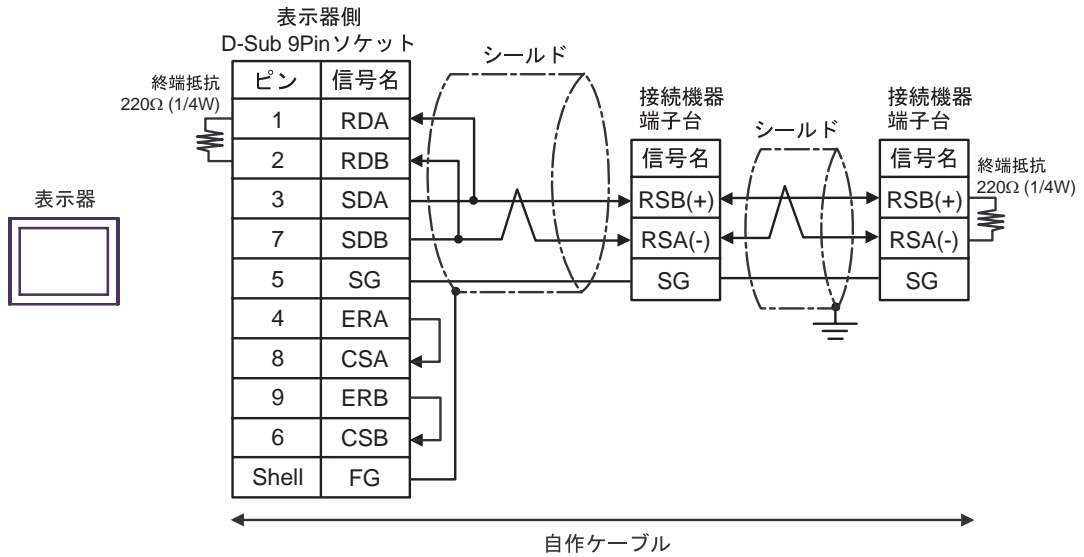 表示器側
D-Sub 9Pinソケット
シールド
終端抵抗
220Ω (1/4W)
ピン 信号名
1 RDA
2 RDB
3 SDA
7 SDB
5 SG
4 ERA
8 CSA
9 ERB
6 CSB
Shell FG
表示器
接続機器
端子台
信号名
RSB(+)
RSA(-)
SG
シールド
接続機器
端子台
信号名
RSB(+)
RSA(-)
SG
終端抵抗
220Ω (1/4W)
自作ケーブル